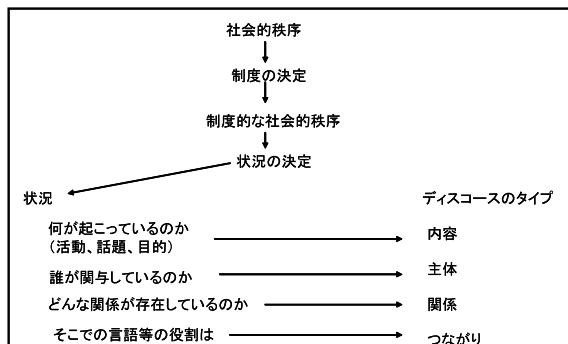 社会的秩序
制度の決定
制度的な社会的秩序
状況の決定
状況
ディスコースのタイプ
何が起こっているのか
（活動、話題、目的）
内容
誰が関与しているのか
主体
どんな関係が存在しているのか
関係
そこでの言語等の役割は
つながり